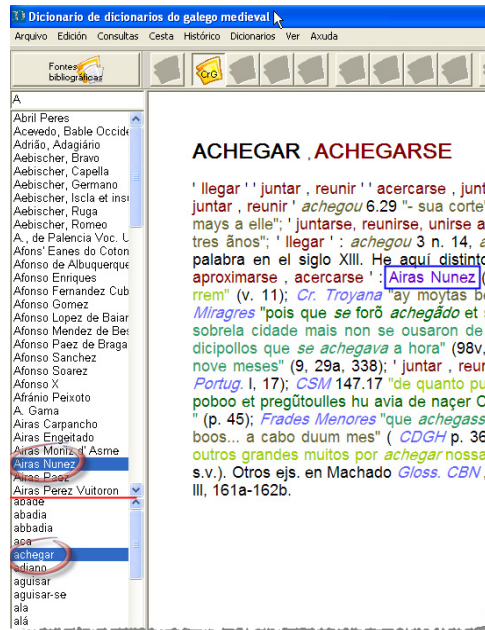 Dicionario de dicionarios do galego medieval
Arquivo Edición Consultas Cesta Histórico Dicionarios Ver Axuda
Fontes
bibliográficas
CrG
A
Abril Peres
Acevedo, Bable Occide
Adrião, Adagiário
Aebischer, Bravo
Aebischer, Capella
Aebischer, Germano
Aebischer, Iscla et insu
Aebischer, Ruga
Aebischer, Romeo
A., de Palencia Voc. L
Afons' Eanes do Coton
Afonso de Albuquerque
Afonso Enriques
Afonso Fernandez Cub
Afonso Gomez
Afonso Lopez de Baian
Afonso Mendez de Bes
Afonso Paez de Braga
Afonso Sanchez
Afonso Soarez
Afonso X
Afránio Peixoto
A. Gama
Airas Carpancho
Airas Engeitado
Airas Moniz d' Asme
Airas Nunez
Airas Paez
Airas Perez Vuitoron
abade
abadia
abbadia
aca
achegar
adiano
aguisar
aguisar-se
ala
alá
ACHEGAR , ACHEGARSE
' llegar ' ' juntar , reunir ' ' acercarse , junt
juntar , reunir ' achegou 6.29 "- sua corte"
mays a elle"; ' juntarse, reunirse, unirse a
tres ãnos"; ' llegar ' : achegou 3 n. 14, a
palabra en el siglo XIII. He aquí distinto
aproximarse , acercarse ' : Airas Nunez (
rrem" (v. 11); Cr. Troyana "ay moytas be
Miragres "pois que se forõ achegãdo et
sobrela cidade mais non se ousaron de
dicipollos que se achegava a hora" (98v,
nove meses" (9, 29a, 338); ' juntar , reur
Portug. I, 17); CSM 147.17 "de quanto pu
poboo et pregũtoulles hu avia de naçer C
" (p. 45); Frades Menores "que achegass
boos... a cabo duum mes" ( CDGH p. 36
outros grandes muitos por achegar nossa
s.v.). Otros ejs. en Machado Gloss. CBN ,
III, 161a-162b.